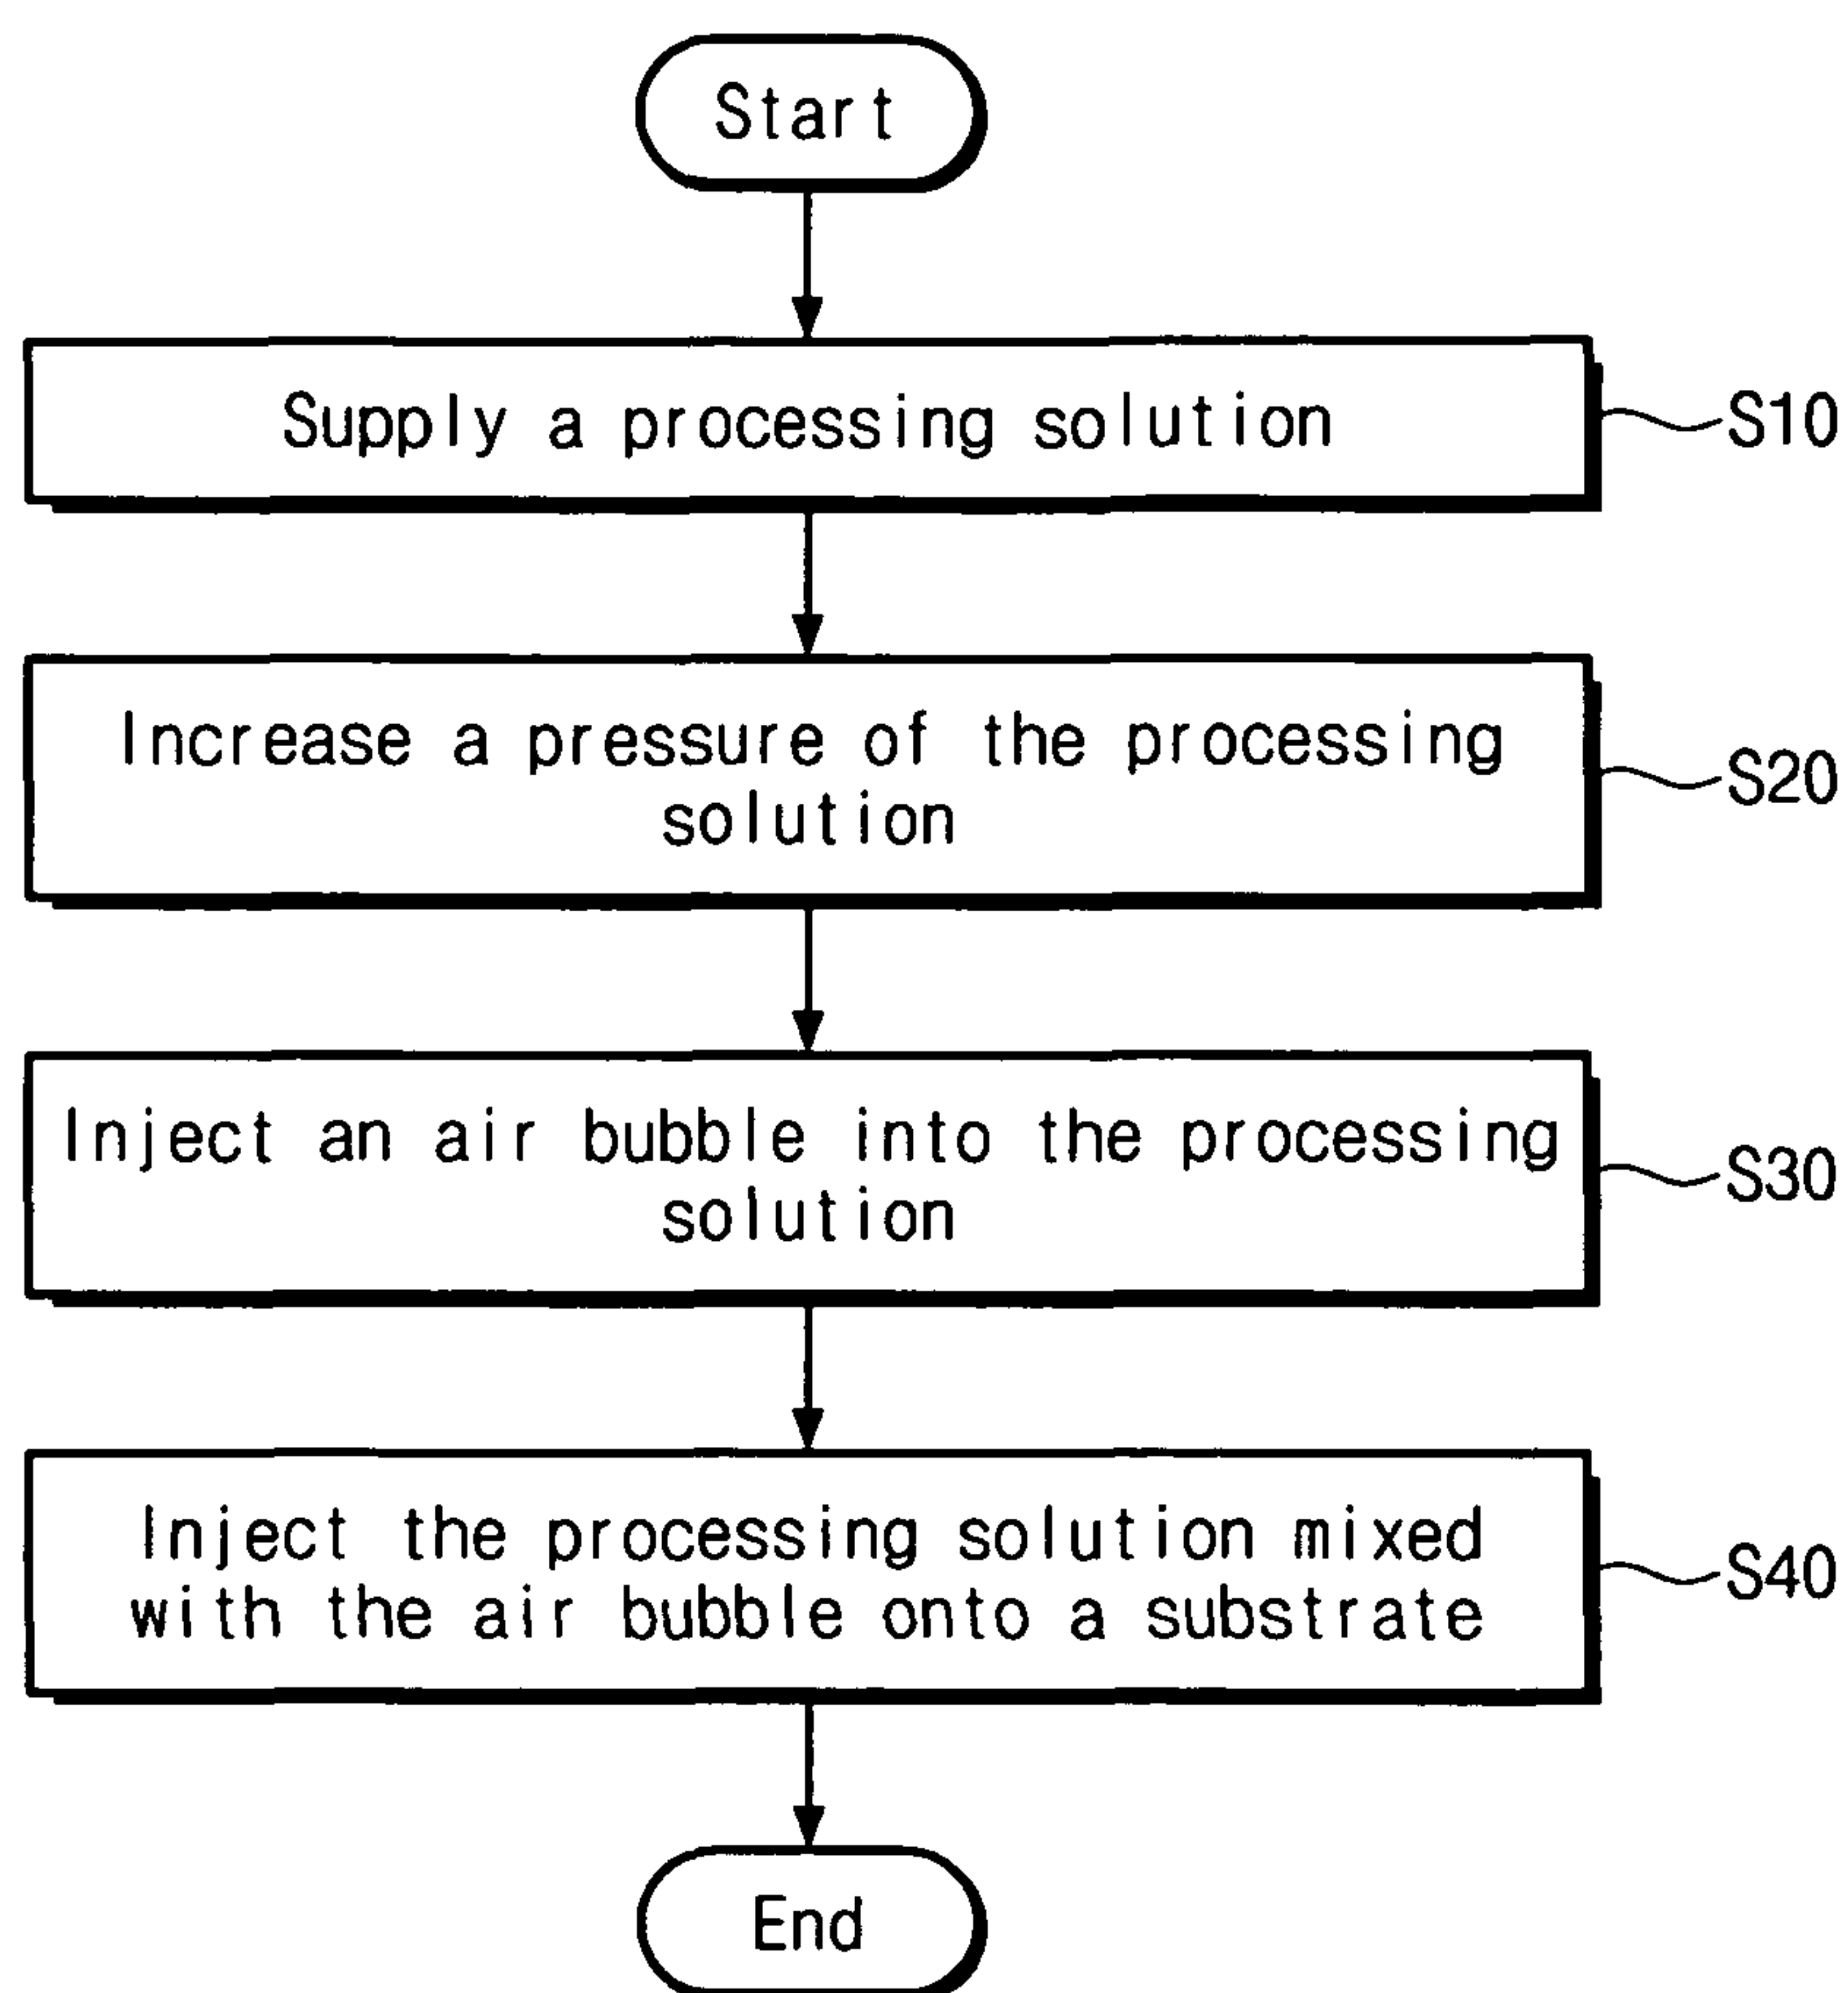 Start
Supply a processing solution
S10
Increase a pressure of the processing
solution
S20
Inject an air bubble into the processing
solution
S30
Inject the processing solution mixed
with the air bubble onto a substrate
S40
End